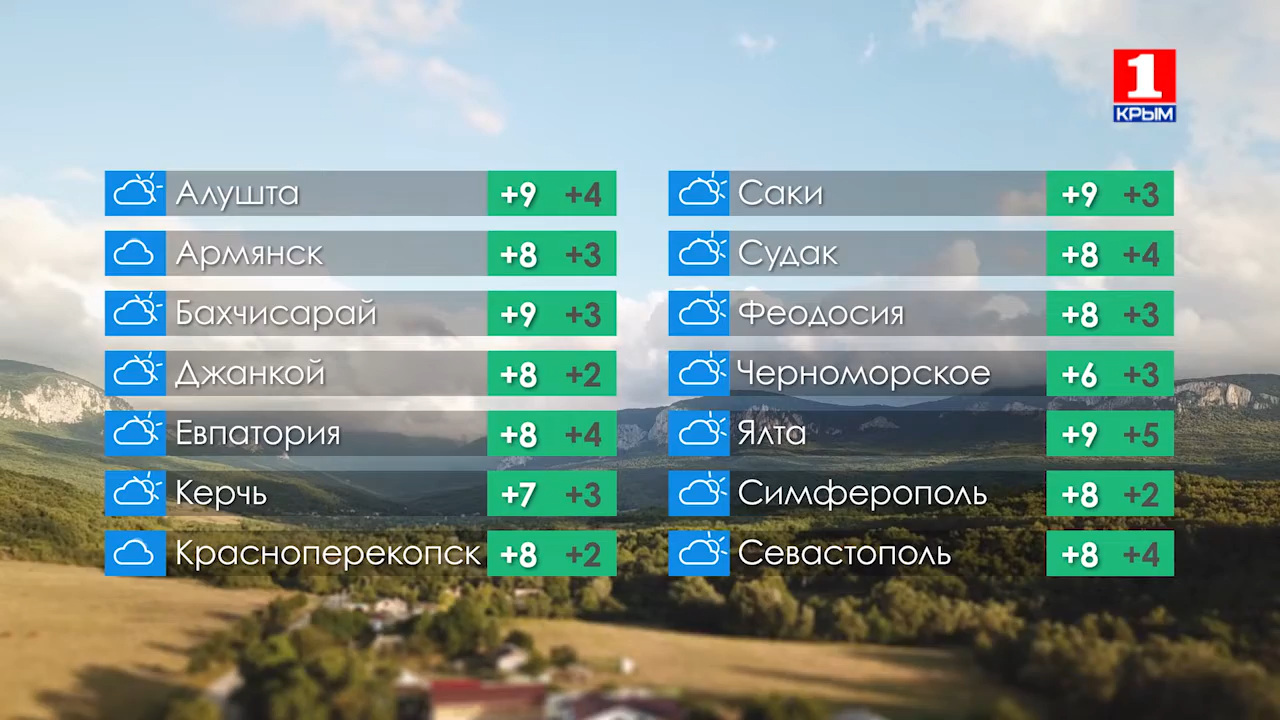 1
КРЫМ
Алушта +9 +4
Армянск +8 +3
Бахчисарай +9 +3
Джанкой +8 +2
Евпатория +8 +4
Керчь +7 +3
Красноперекопск +8 +2
Саки +9 +3
Судак +8 +4
Феодосия +8 +3
Черноморское +6 +3
Ялта +9 +5
Симферополь +8 +2
Севастополь +8 +4